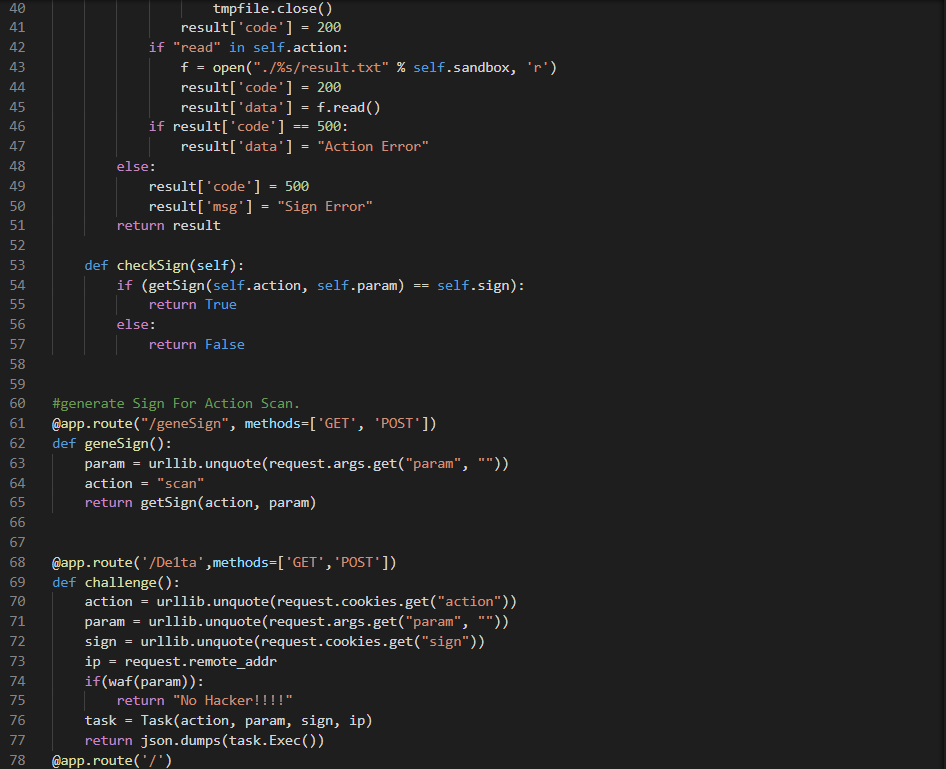 40                     tmpfile.close()
41                 result['code'] = 200
42             if "read" in self.action:
43                 f = open("./%s/result.txt" % self.sandbox, 'r')
44                 result['code'] = 200
45                 result['data'] = f.read()
46             if result['code'] == 500:
47                 result['data'] = "Action Error"
48         else:
49             result['code'] = 500
50             result['msg'] = "Sign Error"
51         return result
52
53     def checkSign(self):
54         if (getSign(self.action, self.param) == self.sign):
55             return True
56         else:
57             return False
58
59
60 #generate Sign For Action Scan.
61 @app.route("/geneSign", methods=['GET', 'POST'])
62 def geneSign():
63     param = urllib.unquote(request.args.get("param", ""))
64     action = "scan"
65     return getSign(action, param)
66
67
68 @app.route('/De1ta',methods=['GET','POST'])
69 def challenge():
70     action = urllib.unquote(request.cookies.get("action"))
71     param = urllib.unquote(request.args.get("param", ""))
72     sign = urllib.unquote(request.cookies.get("sign"))
73     ip = request.remote_addr
74     if(waf(param)):
75         return "No Hacker!!!!"
76     task = Task(action, param, sign, ip)
77     return json.dumps(task.Exec())
78 @app.route('/')